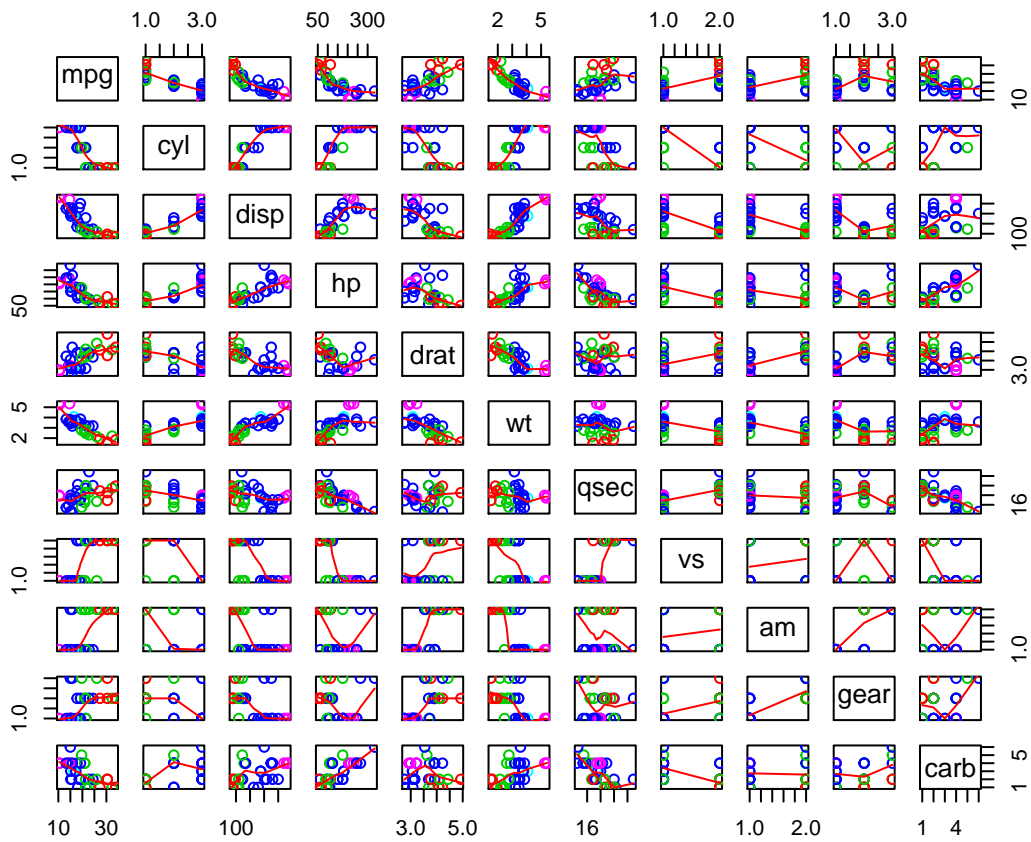 1.0 3.0 50 300 2 5 1.0 2.0 1.0 3.0
mpg 10
1.0 cyl
disp 100
50 hp
drat 3.0
2 5 wt
qsec 16
1.0 vs
am 1.0
1.0 gear
carb 1 5
10 30 100 3.0 5.0 16 1.0 2.0 1 4